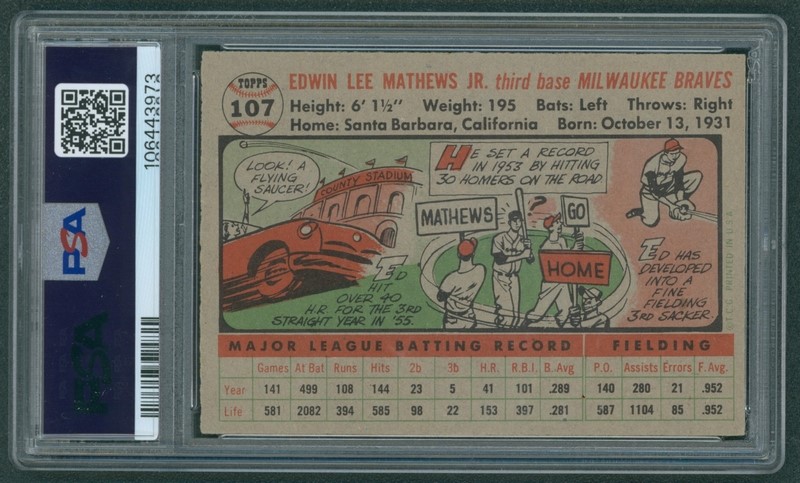 106443973
PSA
PSA
TOPPS
107
EDWIN LEE MATHEWS JR. third base MILWAUKEE BRAVES
Height: 6' 1½" Weight: 195 Bats: Left Throws: Right
Home: Santa Barbara, California Born: October 13, 1931
LOOK! A
FLYING
SAUCER!
COUNTY STADIUM
ED
HIT
OVER 40
H.R. FOR THE 3RD
STRAIGHT YEAR IN '55.
HE SET A RECORD
IN 1953 BY HITTING
30 HOMERS ON THE ROAD
MATHEWS
?
GO
HOME
ED HAS
DEVELOPED
INTO A
FINE
FIELDING
3RD SACKER.
© T.C.C. PRINTED IN U.S.A.
MAJOR LEAGUE BATTING RECORD FIELDING
Games At Bat Runs Hits 2b 3b H.R. R.B.I. B. Avg P.O. Assists Errors F. Avg.
Year 141 499 108 144 23 5 41 101 .289 140 280 21 .952
Life 581 2082 394 585 98 22 153 397 .281 587 1104 85 .952